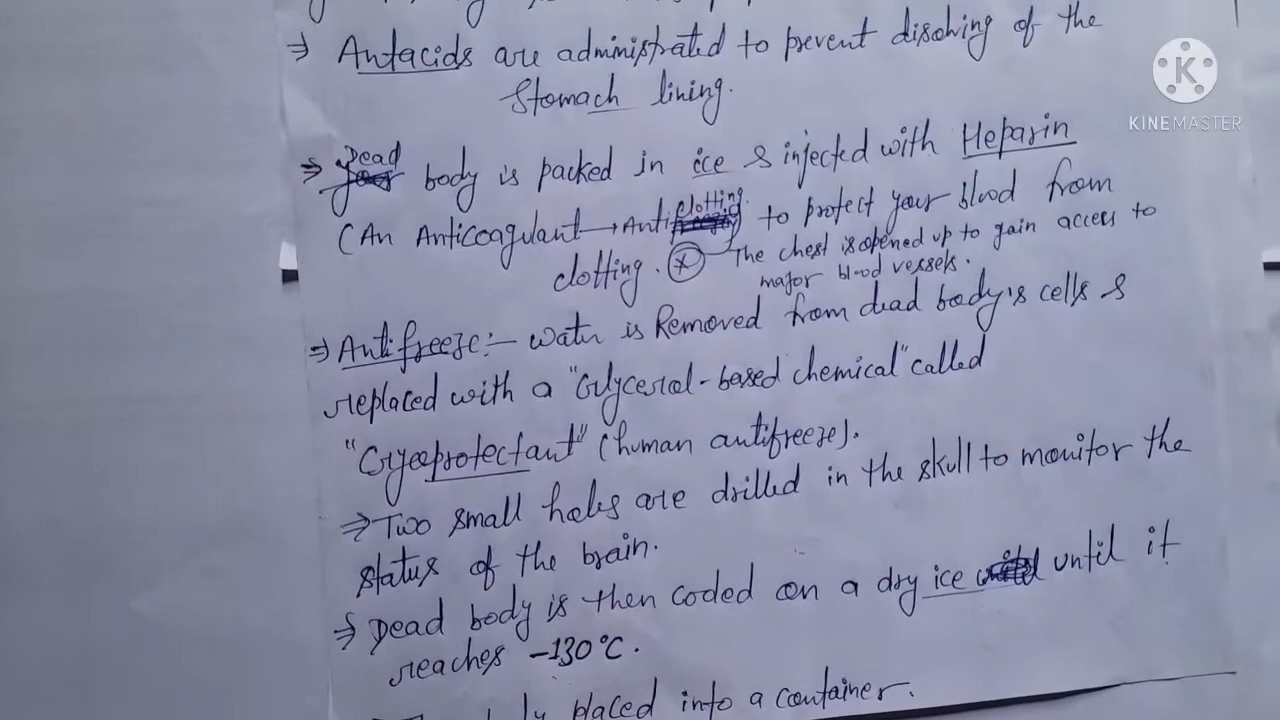 ⇒ Antacids are administrated to prevent disolving of the
Stomach lining.
K
KINEMASTER
⇒ Dead body is packed in ice & injected with Heparin
(An Anticoagulant → Anti clotting to protect your blood from
clotting. (x) The chest is opened up to gain access to
major blood vessels.
⇒ Antifreeze:- Water is Removed from dead body's cells &
replaced with a "Glycerol-based chemical" called
"Cryoprotectant" (human antifreeze).
⇒ Two small holes are drilled in the skull to monitor the
status of the brain.
⇒ Dead body is then cooled on a dry ice until it
reaches -130°C.
placed into a container.